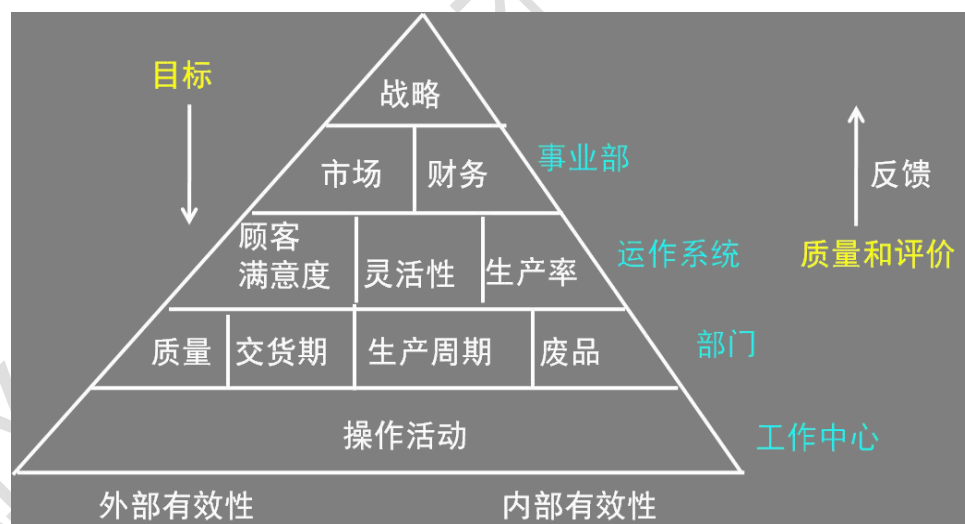 目标
战略
市场
财务
事业部
反馈
顾客
满意度
灵活性
生产率
运作系统
质量和评价
质量
交货期
生产周期
废品
部门
操作活动
工作中心
外部有效性
内部有效性